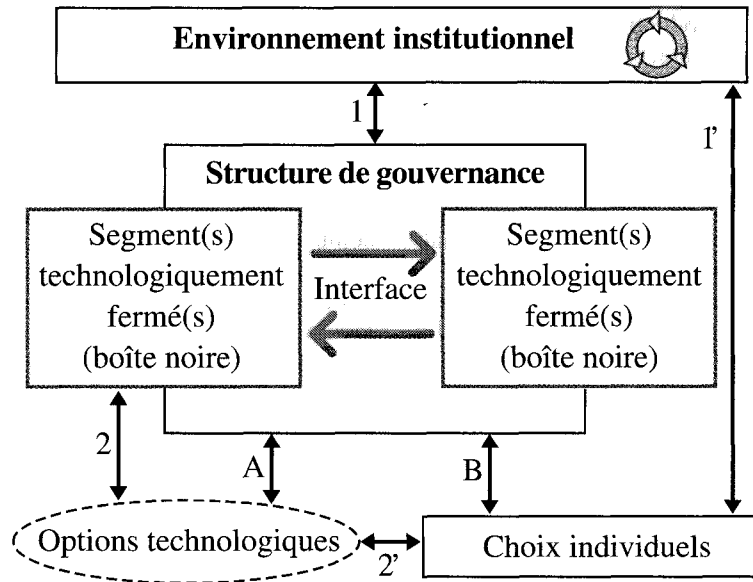 Environnement institutionnel
1
1'
Structure de gouvernance
Segment(s)
technologiquement
fermé(s)
(boîte noire)
Interface
Segment(s)
technologiquement
fermé(s)
(boîte noire)
2
A
B
Options technologiques
2'
Choix individuels